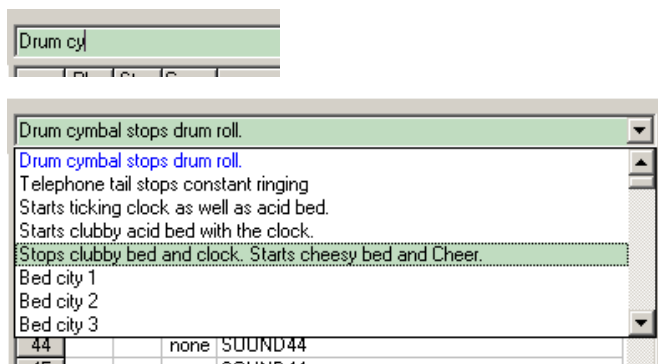 Drum cy
Drum cymbal stops drum roll.
Drum cymbal stops drum roll.
Telephone tail stops constant ringing
Starts ticking clock as well as acid bed.
Starts clubby acid bed with the clock.
Stops clubby bed and clock. Starts cheesy bed and Cheer.
Bed city 1
Bed city 2
Bed city 3
44 none SOUND44